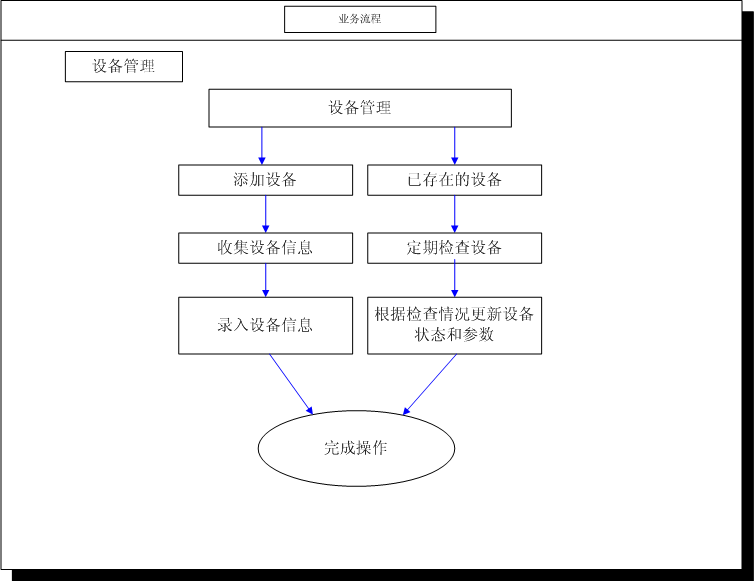 业务流程
设备管理
设备管理
添加设备
已存在的设备
收集设备信息
定期检查设备
录入设备信息
根据检查情况更新设备
状态和参数
完成操作